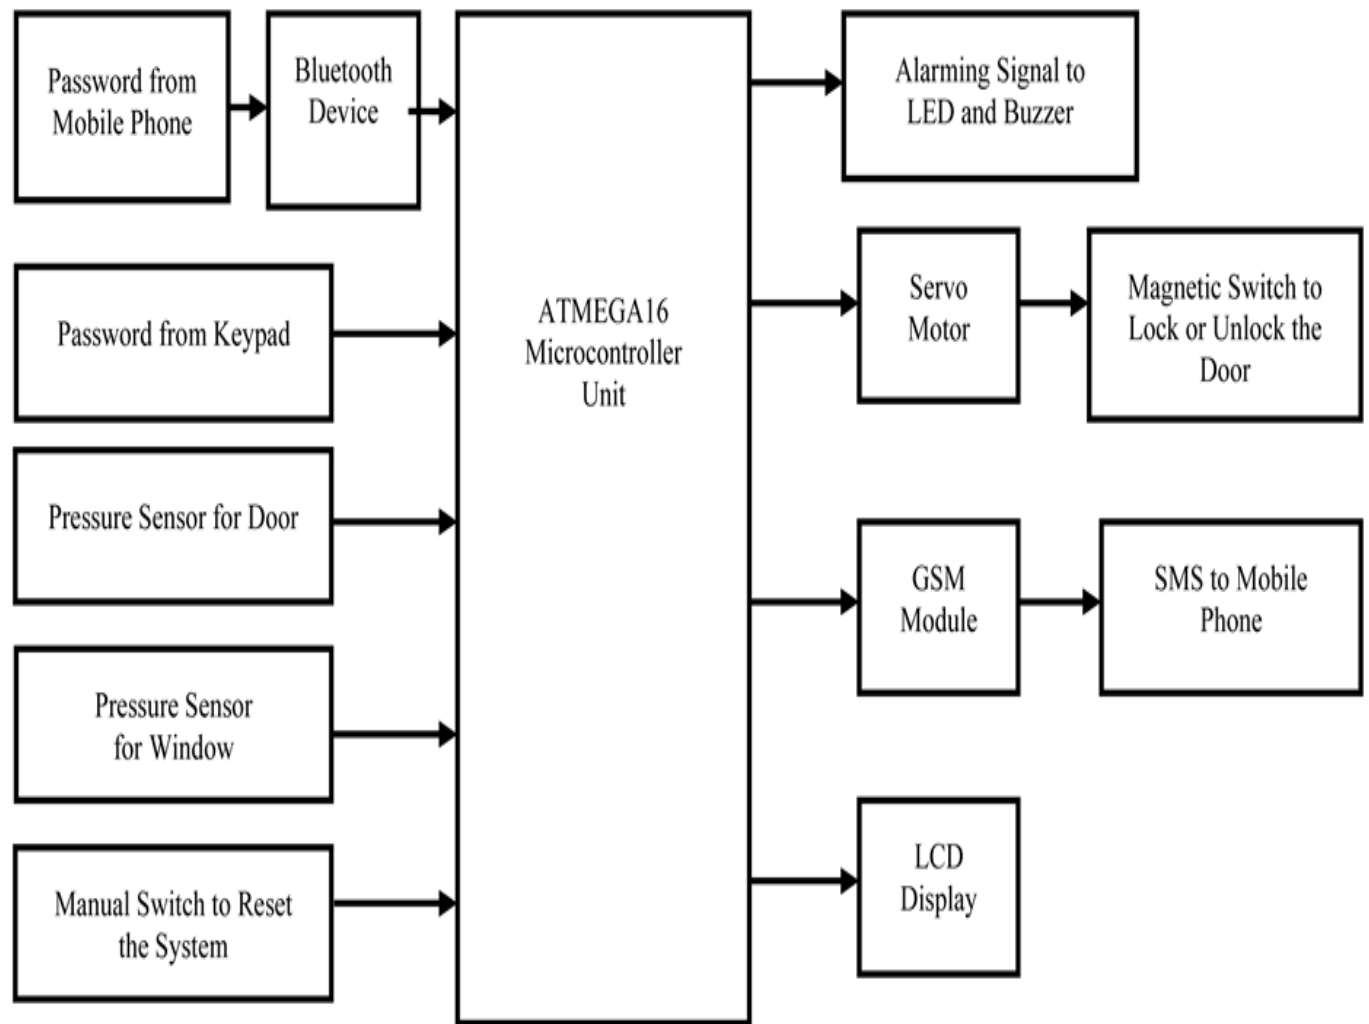 Password from
Mobile Phone
Bluetooth
Device
Password from Keypad
Pressure Sensor for Door
Pressure Sensor
for Window
Manual Switch to Reset
the System
ATMEGA16
Microcontroller
Unit
Alarming Signal to
LED and Buzzer
Servo
Motor
Magnetic Switch to
Lock or Unlock the
Door
GSM
Module
SMS to Mobile
Phone
LCD
Display